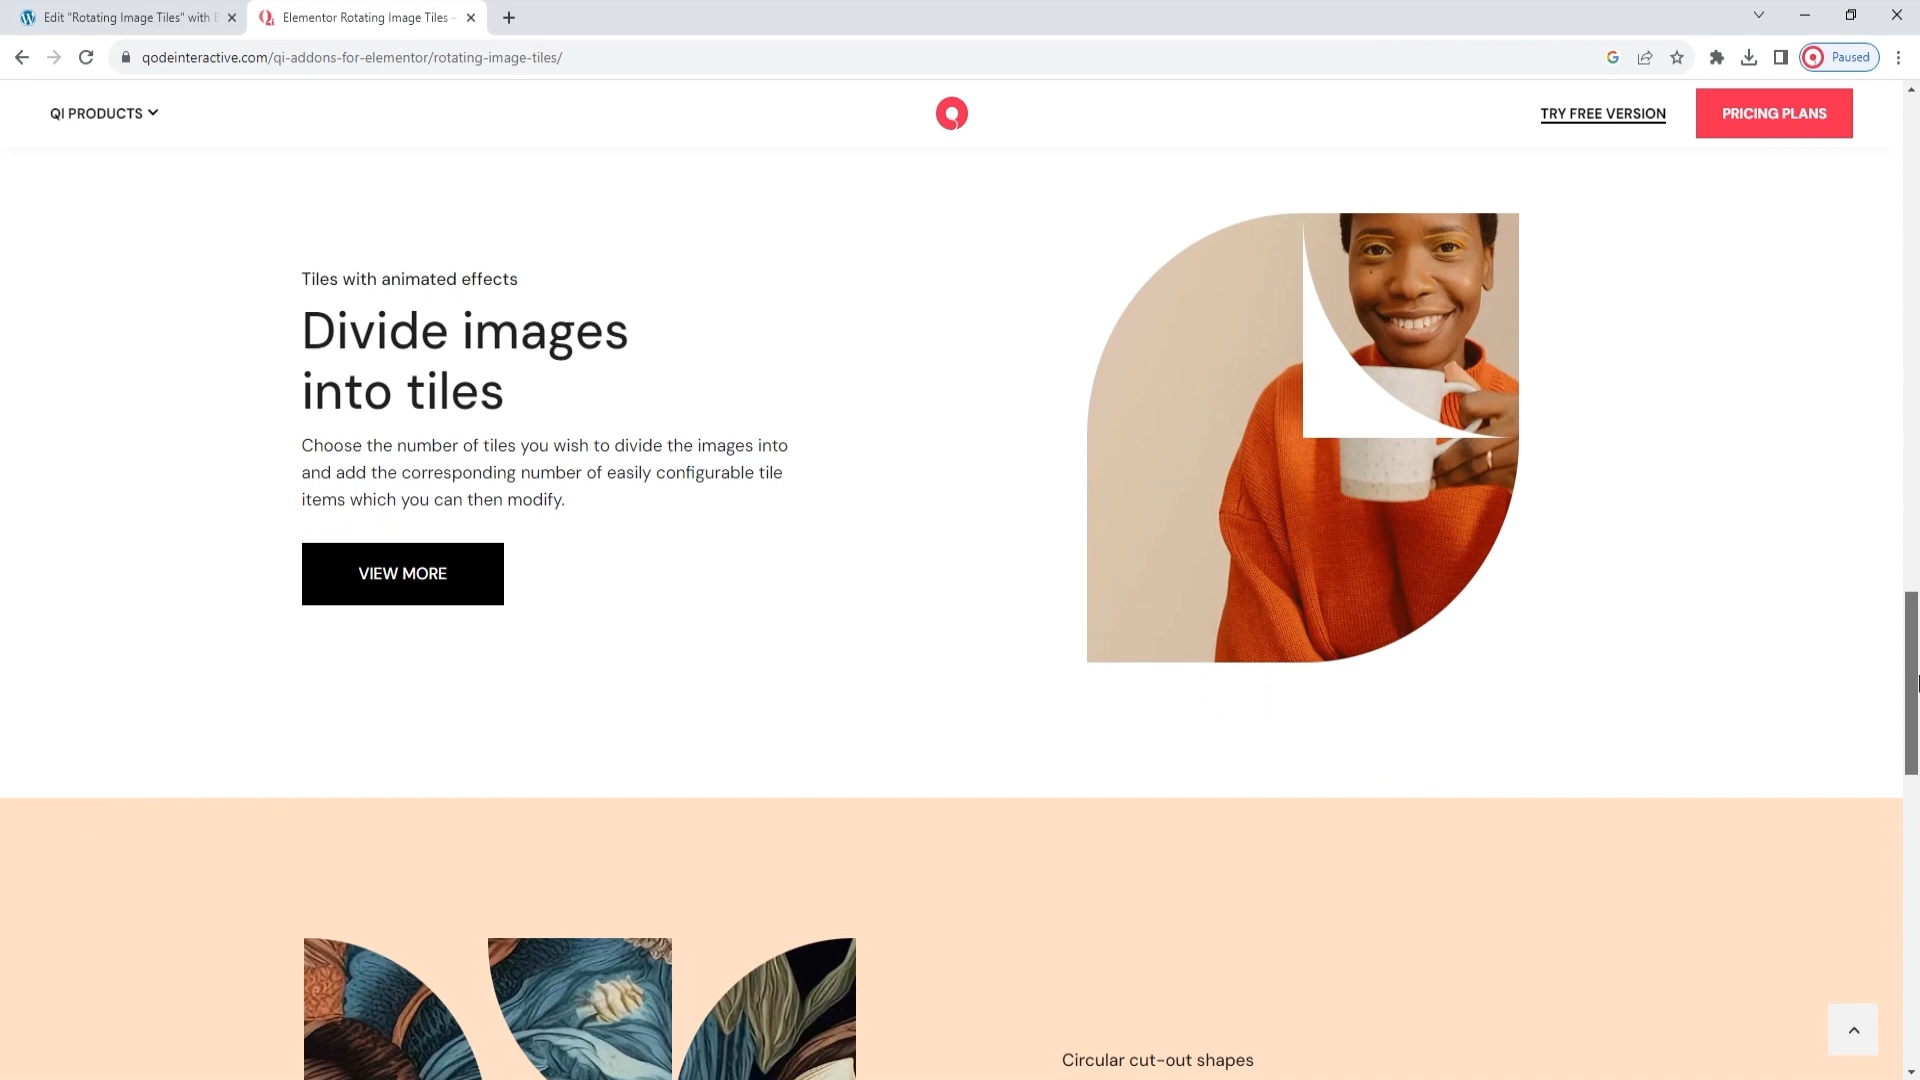 Edit "Rotating Image Tiles" with E
Elementor Rotating Image Tiles -
qodeinteractive.com/qi-addons-for-elementor/rotating-image-tiles/
Paused
QI PRODUCTS
TRY FREE VERSION
PRICING PLANS
Tiles with animated effects
Divide images
into tiles
Choose the number of tiles you wish to divide the images into
and add the corresponding number of easily configurable tile
items which you can then modify.
VIEW MORE
Circular cut-out shapes